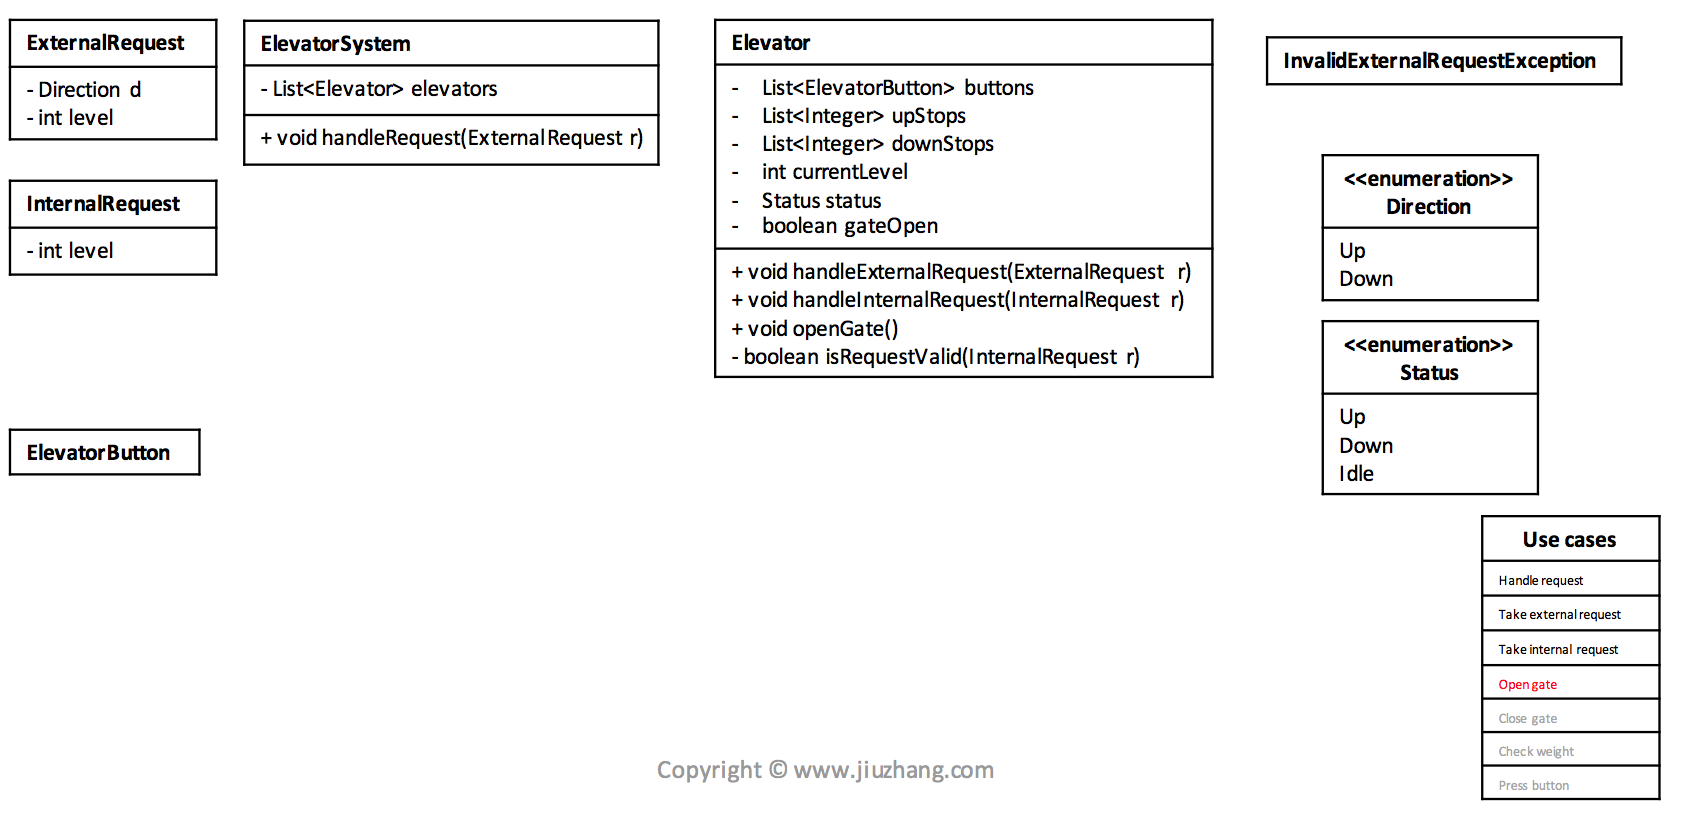 ExternalRequest
- Direction d
- int level
InternalRequest
- int level
ElevatorButton
ElevatorSystem
- List<Elevator> elevators
+ void handleRequest(ExternalRequest r)
Elevator
- List<ElevatorButton> buttons
- List<Integer> upStops
- List<Integer> downStops
- int currentLevel
- Status status
- boolean gateOpen
+ void handleExternalRequest(ExternalRequest r)
+ void handleInternalRequest(InternalRequest r)
+ void openGate()
- boolean isRequestValid(InternalRequest r)
InvalidExternalRequestException
<<enumeration>>
Direction
Up
Down
<<enumeration>>
Status
Up
Down
Idle
Use cases
Handle request
Take external request
Take internal request
Open gate
Close gate
Check weight
Press button
Copyright © www.jiuzhang.com